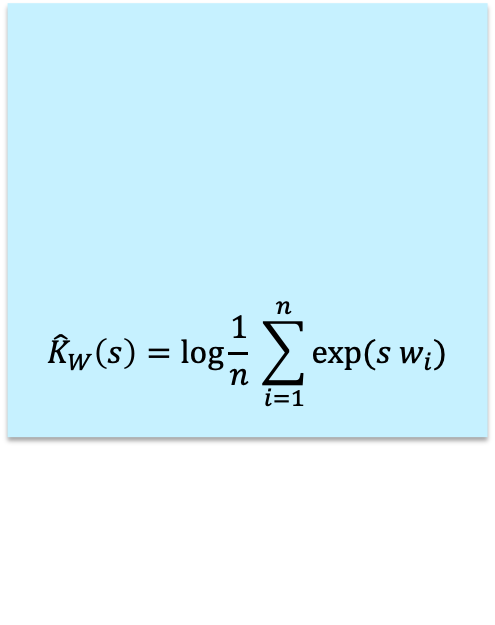 K̂_W(s) = log 1/n ∑_{i=1}^{n} exp(s w_i)